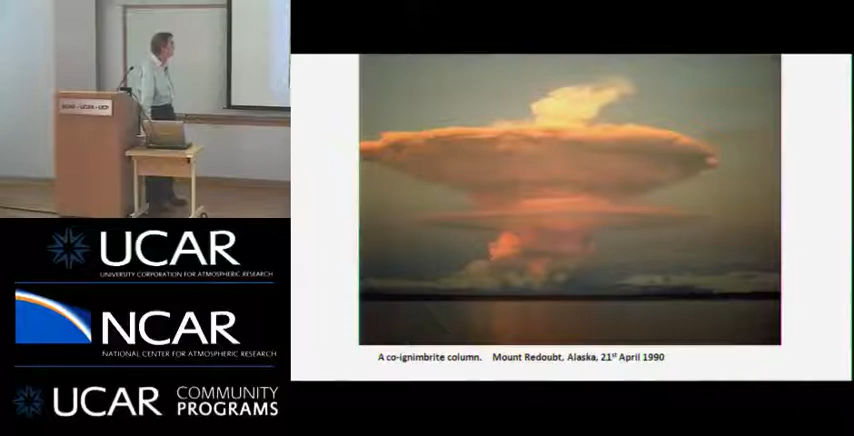 UCAR
UNIVERSITY CORPORATION FOR ATMOSPHERIC RESEARCH
NCAR
NATIONAL CENTER FOR ATMOSPHERIC RESEARCH
UCAR COMMUNITY PROGRAMS
A co-ignimbrite column. Mount Redoubt, Alaska, 21st April 1990